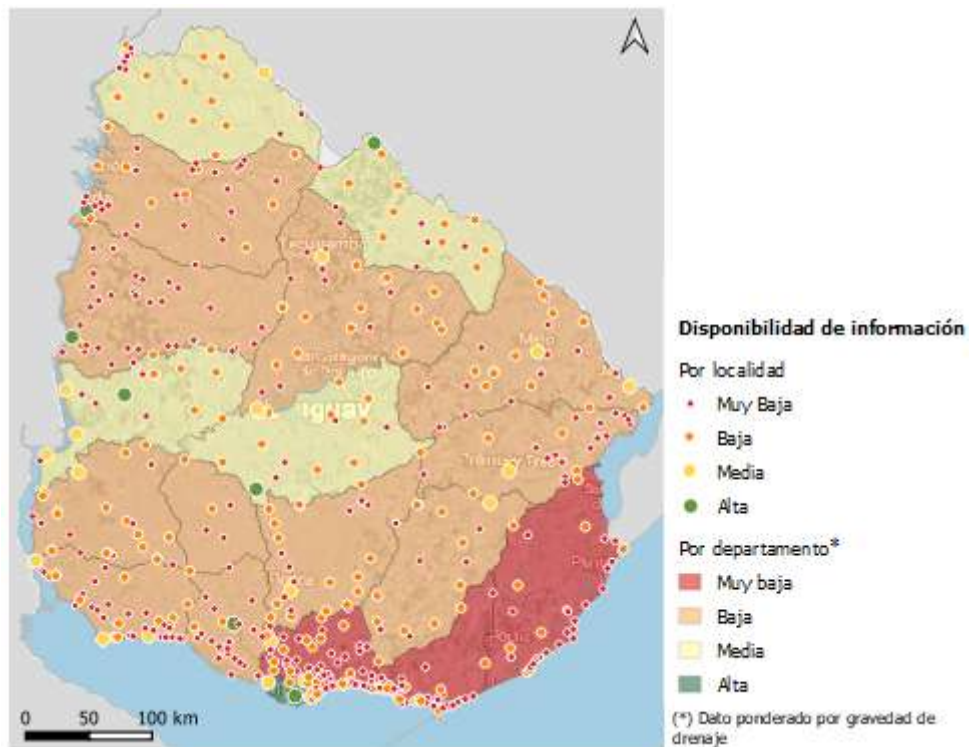 Disponibilidad de información
Por localidad
Muy Baja
Baja
Media
Alta
Por departamento*
Muy baja
Baja
Media
Alta
(*) Dato ponderado por gravedad de
drenaje
0 50 100 km